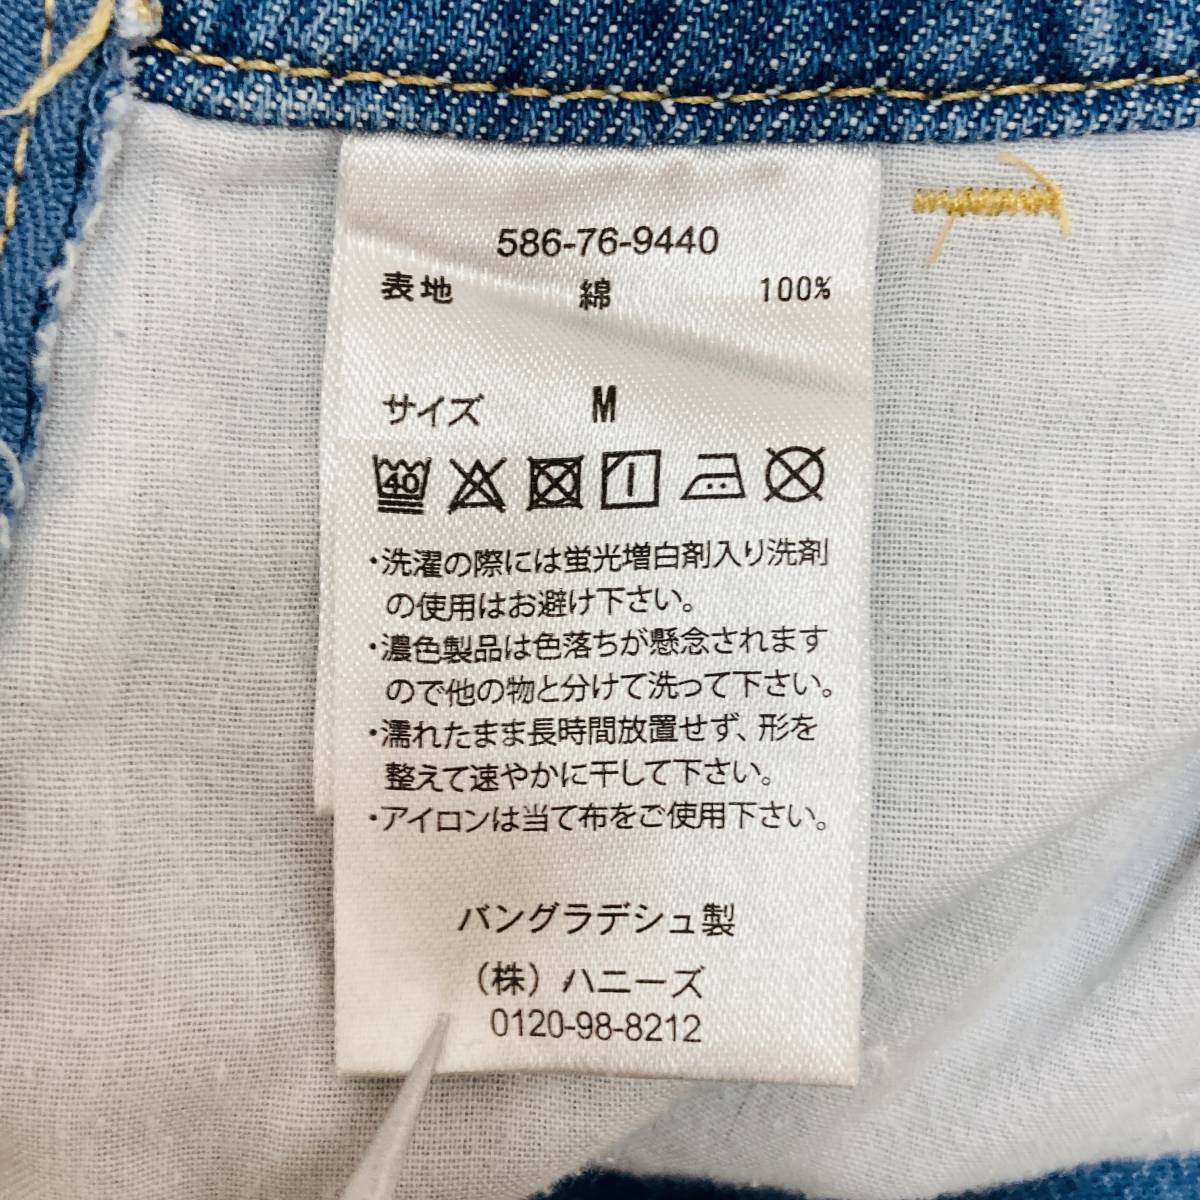 586-76-9440
表地 綿 100%
サイズ M
40
・洗濯の際には蛍光増白剤入り洗剤
の使用はお避け下さい。
・濃色製品は色落ちが懸念されます
ので他の物と分けて洗って下さい。
・濡れたまま長時間放置せず、形を
整えて速やかに干して下さい。
・アイロンは当て布をご使用下さい。
バングラデシュ製
（株）ハニーズ
0120-98-8212